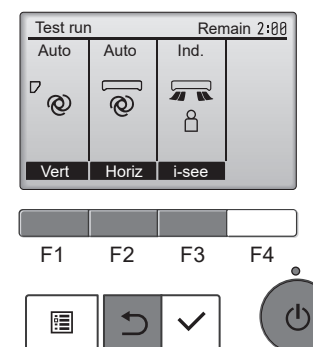 Test run Remain 2:00
Auto Auto Ind.
Vert Horiz i-see
F1 F2 F3 F4